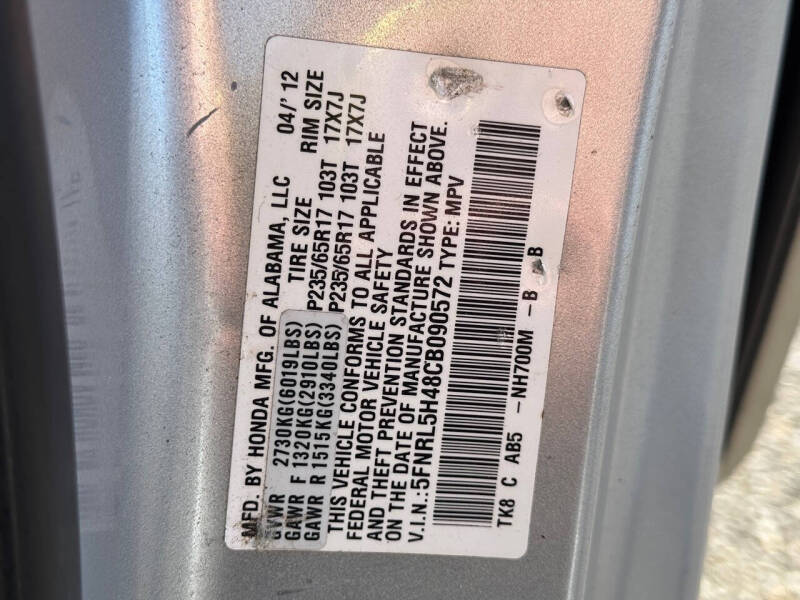 MFD. BY HONDA MFG. OF ALABAMA, LLC 04/'12
TIRE SIZE RIM SIZE
GVWR 2730KG(6019LBS)
GAWR F 1320KG(2910LBS) P235/65R17 103T 17X7J
GAWR R 1515KG(3340LBS) P235/65R17 103T 17X7J
THIS VEHICLE CONFORMS TO ALL APPLICABLE
FEDERAL MOTOR VEHICLE SAFETY
AND THEFT PREVENTION STANDARDS IN EFFECT
ON THE DATE OF MANUFACTURE SHOWN ABOVE.
V.I.N.:5FNRL5H48CB090572 TYPE: MPV
TK8 C AB5 -NH700M -B B